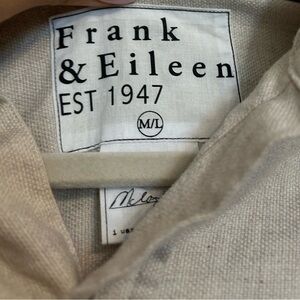 Frank
& Eileen
EST 1947
M/L